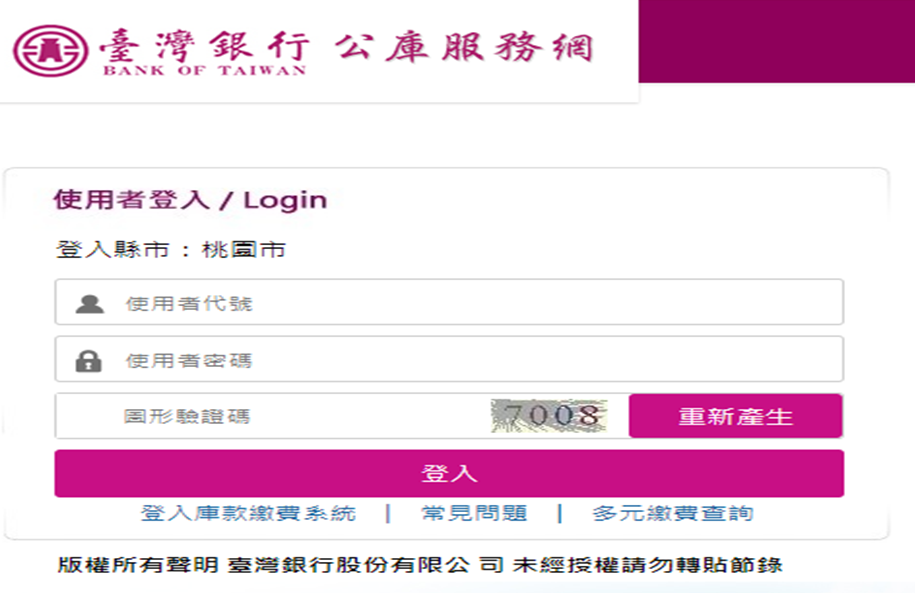 臺灣銀行 公庫服務網
BANK OF TAIWAN
使用者登入 / Login
登入縣市：桃園市
使用者代號
使用者密碼
圖形驗證碼 7008 重新產生
登入
登入庫款繳費系統 | 常見問題 | 多元繳費查詢
版權所有聲明 臺灣銀行股份有限公 司 未經授權請勿轉貼節錄